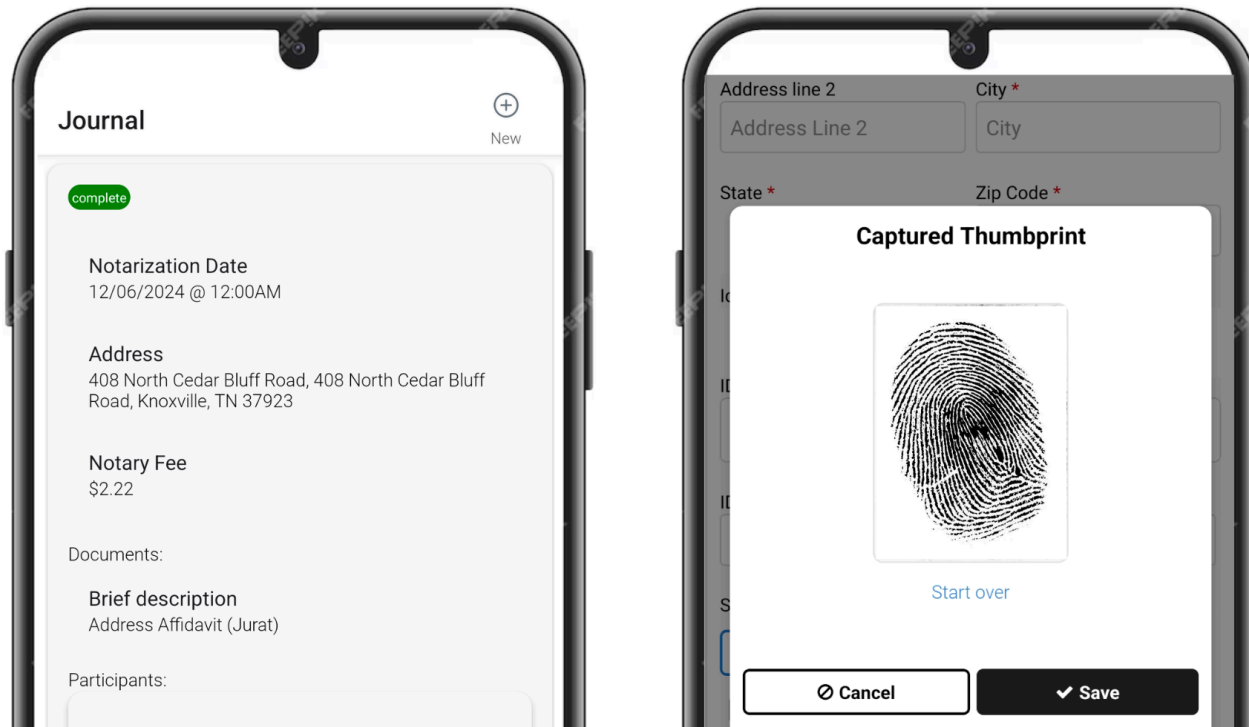 Journal
New
complete
Notarization Date
12/06/2024 @ 12:00AM
Address
408 North Cedar Bluff Road, 408 North Cedar Bluff
Road, Knoxville, TN 37923
Notary Fee
$2.22
Documents:
Brief description
Address Affidavit (Jurat)
Participants:
Address line 2
City *
Address Line 2
City
State *
Zip Code *
Captured Thumbprint
Start over
Cancel
Save